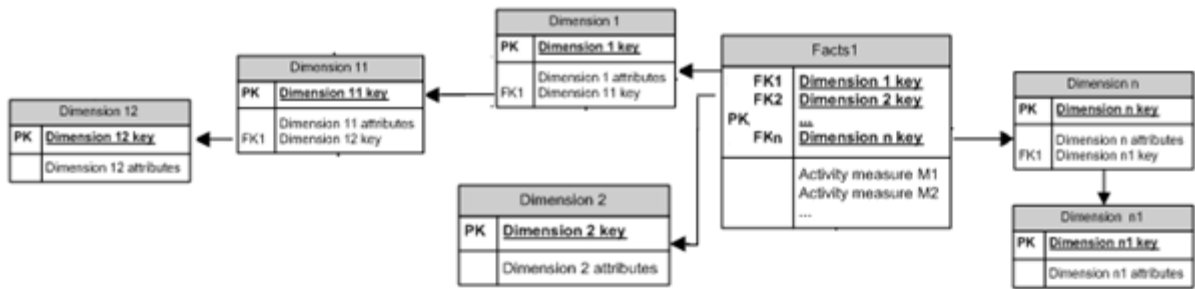 Dimension 12
PK Dimension 12 key
Dimension 12 attributes
Dimension 11
PK Dimension 11 key
Dimension 11 attributes
FK1 Dimension 12 key
Dimension 1
PK Dimension 1 key
Dimension 1 attributes
FK1 Dimension 11 key
Dimension 2
PK Dimension 2 key
Dimension 2 attributes
Facts1
FK1 Dimension 1 key
FK2 Dimension 2 key
PK ...
FKn Dimension n key
Activity measure M1
Activity measure M2
...
Dimension n
PK Dimension n key
Dimension n attributes
FK1 Dimension n1 key
Dimension n1
PK Dimension n1 key
Dimension n1 attributes